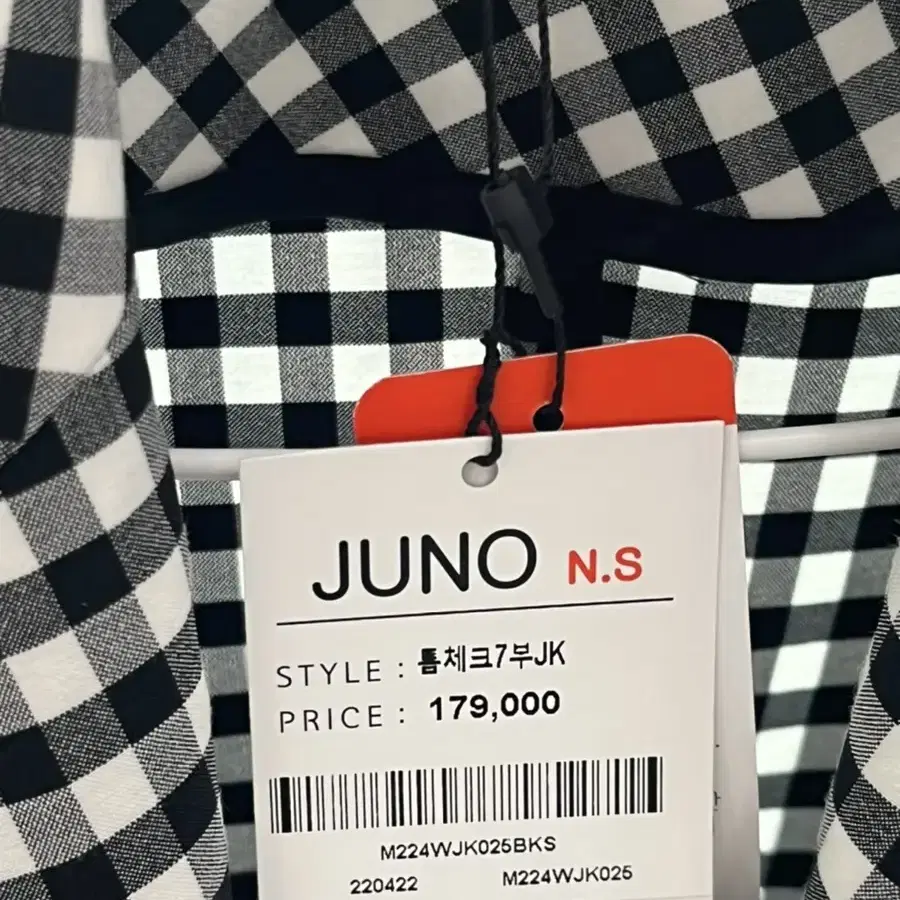 JUNO N.S
STYLE : 톰체크7부JK
PRICE : 179,000
M224WJK025BKS
220422 M224WJK025